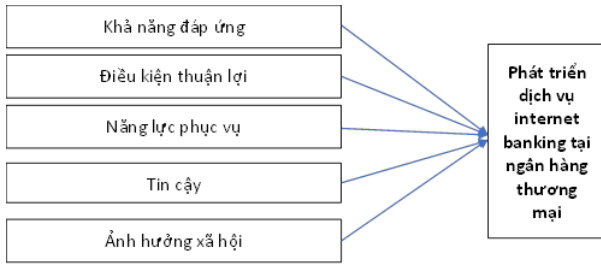 Khả năng đáp ứng
Điều kiện thuận lợi
Năng lực phục vụ
Tin cậy
Ảnh hưởng xã hội
Phát triển
dịch vụ
internet
banking tại
ngân hàng
thương
mại